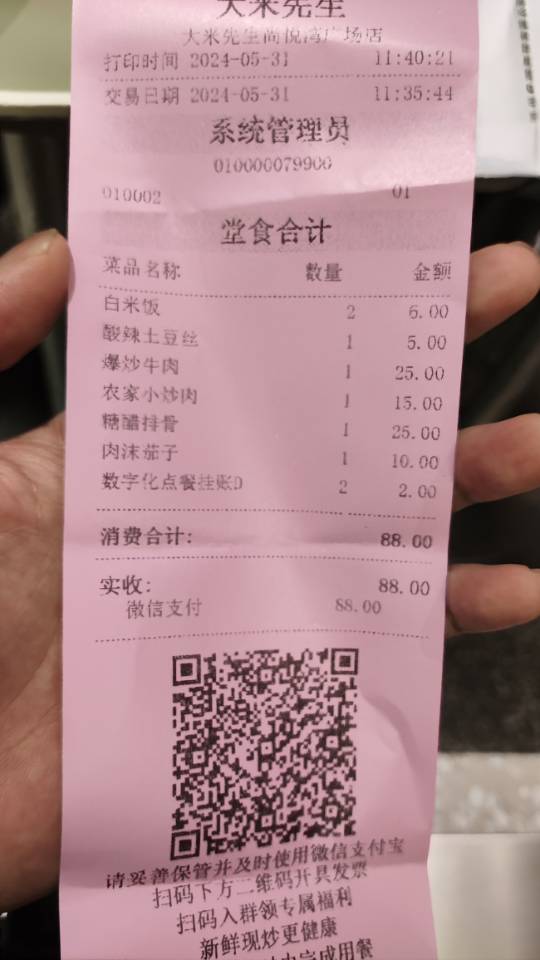 大米先生
大米先生尚悦湾广场店
打印时间 2024-05-31 11:40:21
交易日期 2024-05-31 11:35:44
系统管理员
010000079900
010002 01
堂食合计
菜品名称 数量 金额
白米饭 2 6.00
酸辣土豆丝 1 5.00
爆炒牛肉 1 25.00
农家小炒肉 1 15.00
糖醋排骨 1 25.00
肉沫茄子 1 10.00
数字化点餐挂账D 2 2.00
消费合计: 88.00
实收: 88.00
微信支付 88.00
请妥善保管并及时使用微信支付宝
扫码下方二维码开具发票
扫码入群领专属福利
新鲜现炒更健康
完成用餐